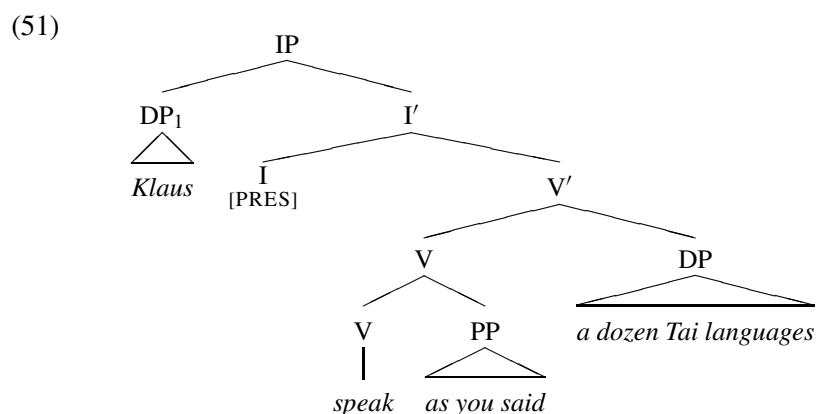 (51)
IP
DP₁ I′
Klaus I V′
[PRES]
V DP
V PP a dozen Tai languages
speak as you said